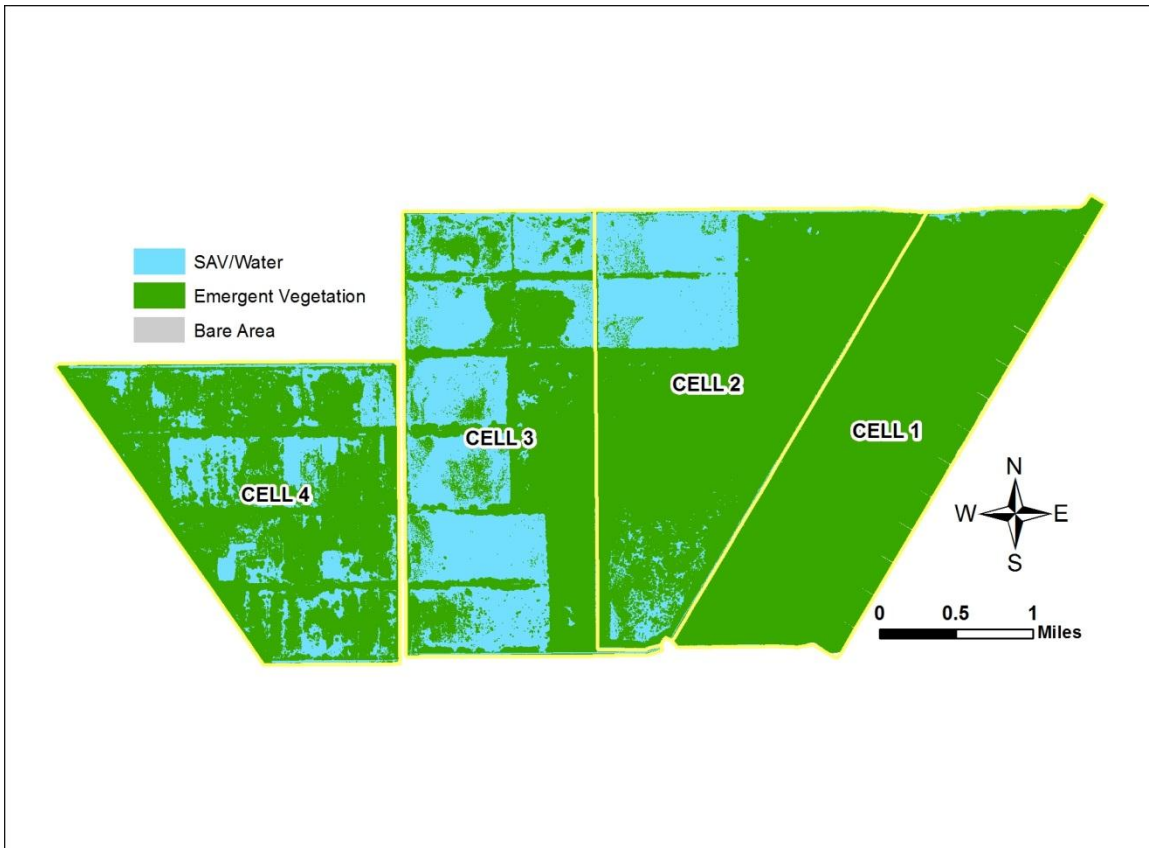 SAV/Water
Emergent Vegetation
Bare Area
CELL 2
CELL 1
CELL 3
CELL 4
N
W E
S
0 0.5 1
Miles